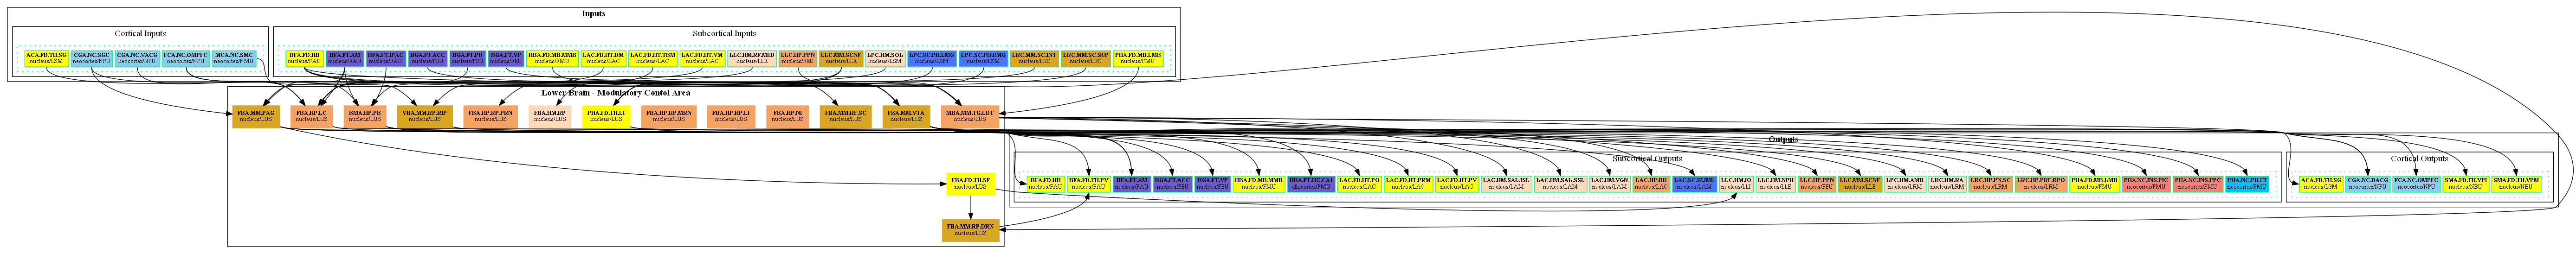 Inputs
Cortical Inputs
ACA.FD.TH.SG
nucleus/LSM
CGA.NC.SGC
neocortex/NPU
CGA.NC.VACG
neocortex/NPU
FCA.NC.OMPFC
neocortex/NPU
MCA.NC.SMC
neocortex/NMU
Subcortical Inputs
BFA.FD.HB
nucleus/FAU
BFA.FT.AM
nucleus/FAU
BFA.FT.IPAC
nucleus/FAU
BGA.FT.ACC
nucleus/FEU
BGA.FT.PU
nucleus/FEU
BGA.FT.VP
nucleus/FEU
HBA.FD.MB.MMB
nucleus/FMU
LAC.FD.HT.DM
nucleus/LAC
LAC.FD.HT.TBM
nucleus/LAC
LAC.FD.HT.VM
nucleus/LAC
LLC.HM.RF.MED
nucleus/LLE
LLC.HP.PPN
nucleus/FEU
LLC.MM.SCNF
nucleus/LLE
LPC.HM.SOL
nucleus/LSM
LPC.SC.PH.LMG
nucleus/LSM
LPC.SC.PH.UMG
nucleus/LSM
LRC.MM.SC.INT
nucleus/LRC
LRC.MM.SC.SUP
nucleus/LRC
PHA.FD.MB.LMB
nucleus/FMU
Lower Brain - Modulatory Contol Area
FBA.MM.PAG
nucleus/LUS
FBA.HP.LC
nucleus/LUS
BMA.HP.PB
nucleus/LUS
VBA.MM.RP.RIP
nucleus/LUS
FBA.HP.RP.PRN
nucleus/LUS
FBA.HM.RP
nucleus/LUS
PHA.FD.TH.LI
nucleus/LUS
FBA.HP.RP.MRN
nucleus/LUS
FBA.HP.RP.LI
nucleus/LUS
FBA.HP.NI
nucleus/LUS
FBA.MM.RF.SC
nucleus/LUS
FBA.MM.VTA
nucleus/LUS
MBA.MM.TG.LDT
nucleus/LUS
FBA.FD.TH.SF
nucleus/LUS
FBA.MM.RP.DRN
nucleus/LUS
Outputs
Subcortical Outputs
BFA.FD.HB
nucleus/FAU
BFA.FD.TH.PV
nucleus/FAU
BFA.FT.AM
nucleus/FAU
BGA.FT.ACC
nucleus/FEU
BGA.FT.VP
nucleus/FEU
HBA.FD.MB.MMB
nucleus/FMU
HBA.FT.HC.CA1
allocortex/FMU
LAC.FD.HT.PO
nucleus/LAC
LAC.FD.HT.PRM
nucleus/LAC
LAC.FD.HT.PV
nucleus/LAC
LAC.HM.SAL.ISL
nucleus/LAM
LAC.HM.SAL.SSL
nucleus/LAM
LAC.HM.VGN
nucleus/LAM
LAC.HP.BR
nucleus/LAC
LAC.SC.IZ.IML
nucleus/LAM
LLC.HM.IO
nucleus/LLI
LLC.HM.NPH
nucleus/LLE
LLC.HP.PPN
nucleus/FEU
LLC.MM.SCNF
nucleus/LLE
LPC.HM.AMB
nucleus/LRM
LRC.HM.RA
nucleus/LRM
LRC.HP.PN.SC
nucleus/LRM
LRC.HP.PRF.RPO
nucleus/LRM
PHA.FD.MB.LMB
nucleus/FMU
PHA.NC.INS.PIC
neocortex/FMU
PHA.NC.INS.PPC
neocortex/FMU
PHA.NC.PH.ET
neocortex/FMU
Cortical Outputs
ACA.FD.TH.SG
nucleus/LSM
CGA.NC.DACG
neocortex/NPU
FCA.NC.OMPFC
neocortex/NPU
SMA.FD.TH.VPI
nucleus/NBU
SMA.FD.TH.VPM
nucleus/NBU